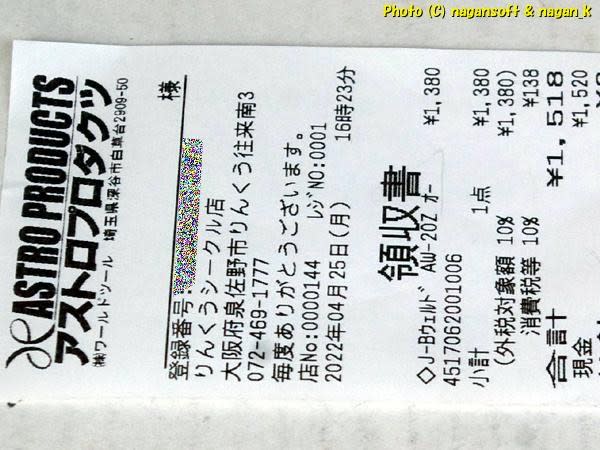 Photo (C) nagansoft & nagan_k
ASTRO PRODUCTS
アストロプロダクツ
㈱ワールドツール 埼玉県深谷市白草台2909-50
様
登録番号:
りんくうシークル店
大阪府泉佐野市りんくう往来南3
072-469-1777
毎度ありがとうございます。
店No:0000144 レジNO:0001
2022年04月25日(月) 16時23分
領収書
◇J-Bウェルド AW-20Z オー ¥1,380
4517062001006
小計 1点 ¥1,380
(外税対象額 10% ¥1,380)
消費税等 10% ¥138
合計 ¥1,518
現金 ¥1,520